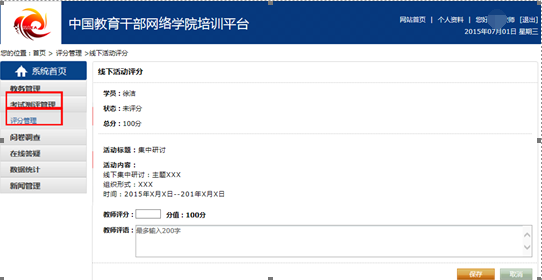 中国教育干部网络学院培训平台
网站首页 | 个人资料 | 您好 老师 [退出]
2015年07月01日 星期三
您的位置：首页 > 评分管理 >线下活动评分
系统首页
教务管理
考试测评管理
评分管理
问卷调查
在线答疑
数据统计
新闻管理
线下活动评分
学员：徐洁
状态：未评分
总分：100分
活动标题：集中研讨
活动内容：
线下集中研讨：主题XXX
组织形式：XXX
时间：2015年X月X日--201年X月X日
教师评分： 分值：100分
教师评语：最多输入200字
保存 取消